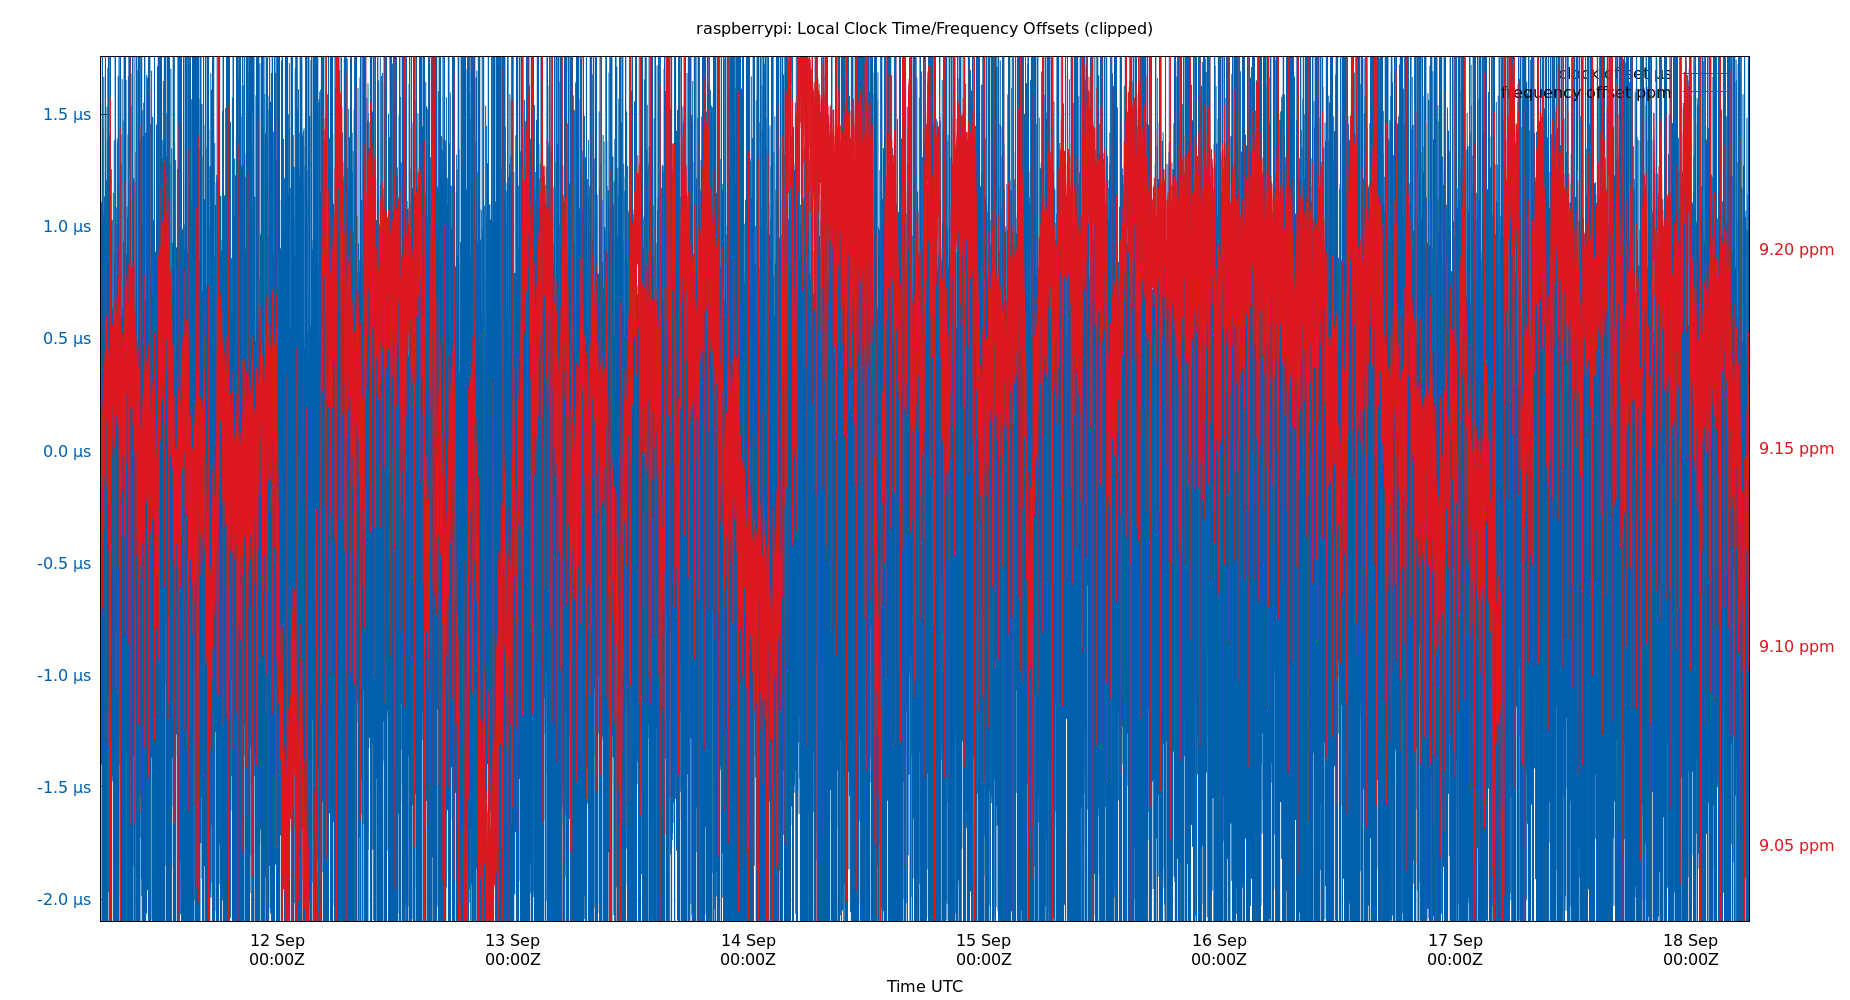 raspberrypi: Local Clock Time/Frequency Offsets (clipped)
clock offset µs
frequency offset ppm
1.5 µs
1.0 µs
0.5 µs
0.0 µs
-0.5 µs
-1.0 µs
-1.5 µs
-2.0 µs
9.20 ppm
9.15 ppm
9.10 ppm
9.05 ppm
12 Sep
00:00Z
13 Sep
00:00Z
14 Sep
00:00Z
15 Sep
00:00Z
16 Sep
00:00Z
17 Sep
00:00Z
18 Sep
00:00Z
Time UTC